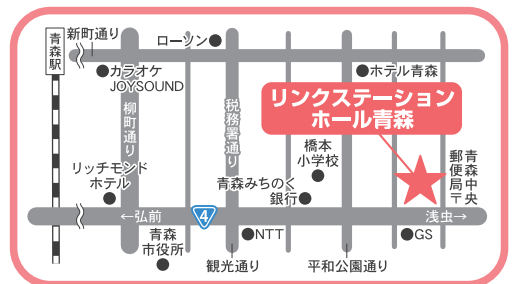 新町通り
青森駅
ローソン
カラオケ
JOYSOUND
ホテル青森
柳町通り
税務署通り
リンクステーション
ホール青森
橋本
小学校
リッチモンド
ホテル
青森みちのく
銀行
青森中央
郵便局〒
←弘前
4
浅虫→
青森
市役所
NTT
GS
観光通り
平和公園通り